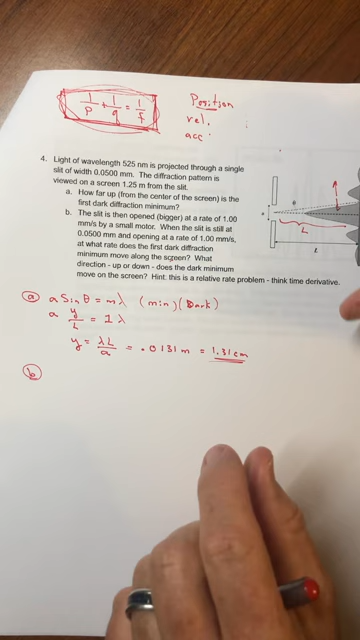 1/p + 1/q = 1/f
Position
vel.
acc.
4. Light of wavelength 525 nm is projected through a single
slit of width 0.0500 mm. The diffraction pattern is
viewed on a screen 1.25 m from the slit.
a. How far up (from the center of the screen) is the
first dark diffraction minimum?
b. The slit is then opened (bigger) at a rate of 1.00
mm/s by a small motor. When the slit is still at
0.0500 mm and opening at a rate of 1.00 mm/s,
at what rate does the first dark diffraction
minimum move along the screen? What
direction - up or down - does the dark minimum
move on the screen? Hint: this is a relative rate problem - think time derivative.
θ
a
L
L
ⓐ a Sin θ = mλ (min) (Dark)
a y/L = 1 λ
y = λL/a = .0131 m = 1.31 cm
ⓑ